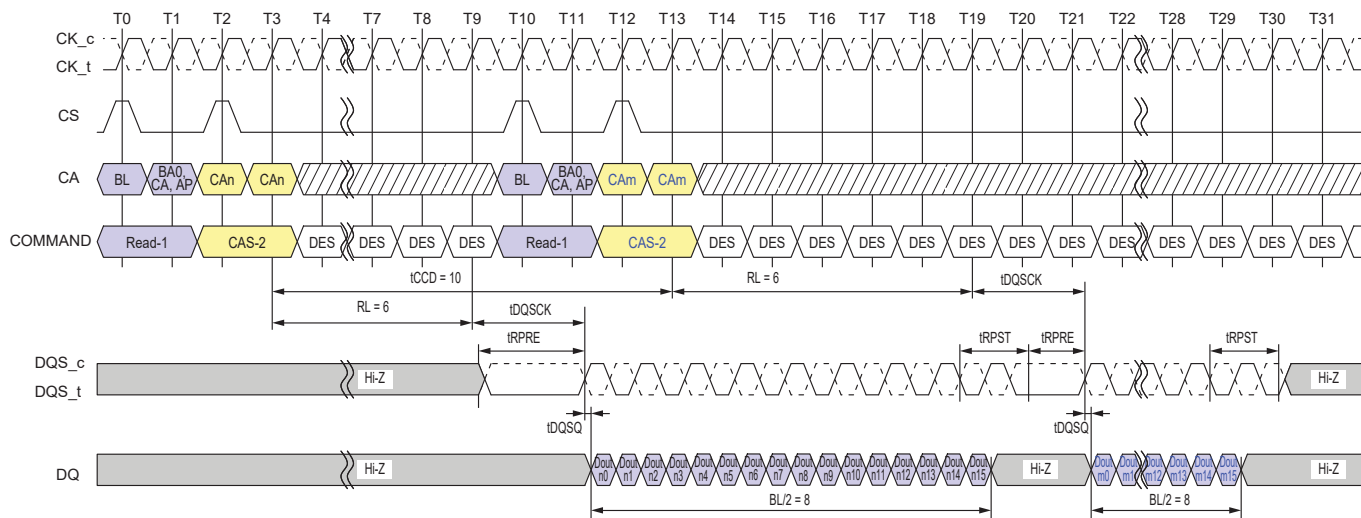 T0 T1 T2 T3 T4 T7 T8 T9 T10 T11 T12 T13 T14 T15 T16 T17 T18 T19 T20 T21 T22 T28 T29 T30 T31
CK_c
CK_t
CS
CA BL BA0, CA, AP CAn CAn BL BA0, CA, AP CAm CAm
COMMAND Read-1 CAS-2 DES DES DES DES Read-1 CAS-2 DES DES DES DES DES DES DES DES DES DES DES DES DES
tCCD = 10 RL = 6 tDQSCK
RL = 6 tDQSCK
tRPRE tRPST tRPRE tRPST
DQS_c
DQS_t Hi-Z Hi-Z
tDQSQ tDQSQ
DQ Hi-Z Dout n0 Dout n1 Dout n2 Dout n3 Dout n4 Dout n5 Dout n6 Dout n7 Dout n8 Dout n9 Dout n10 Dout n11 Dout n12 Dout n13 Dout n14 Dout n15 Hi-Z Dout m0 Dout m1 Dout m12 Dout m13 Dout m14 Dout m15 Hi-Z
BL/2 = 8 BL/2 = 8